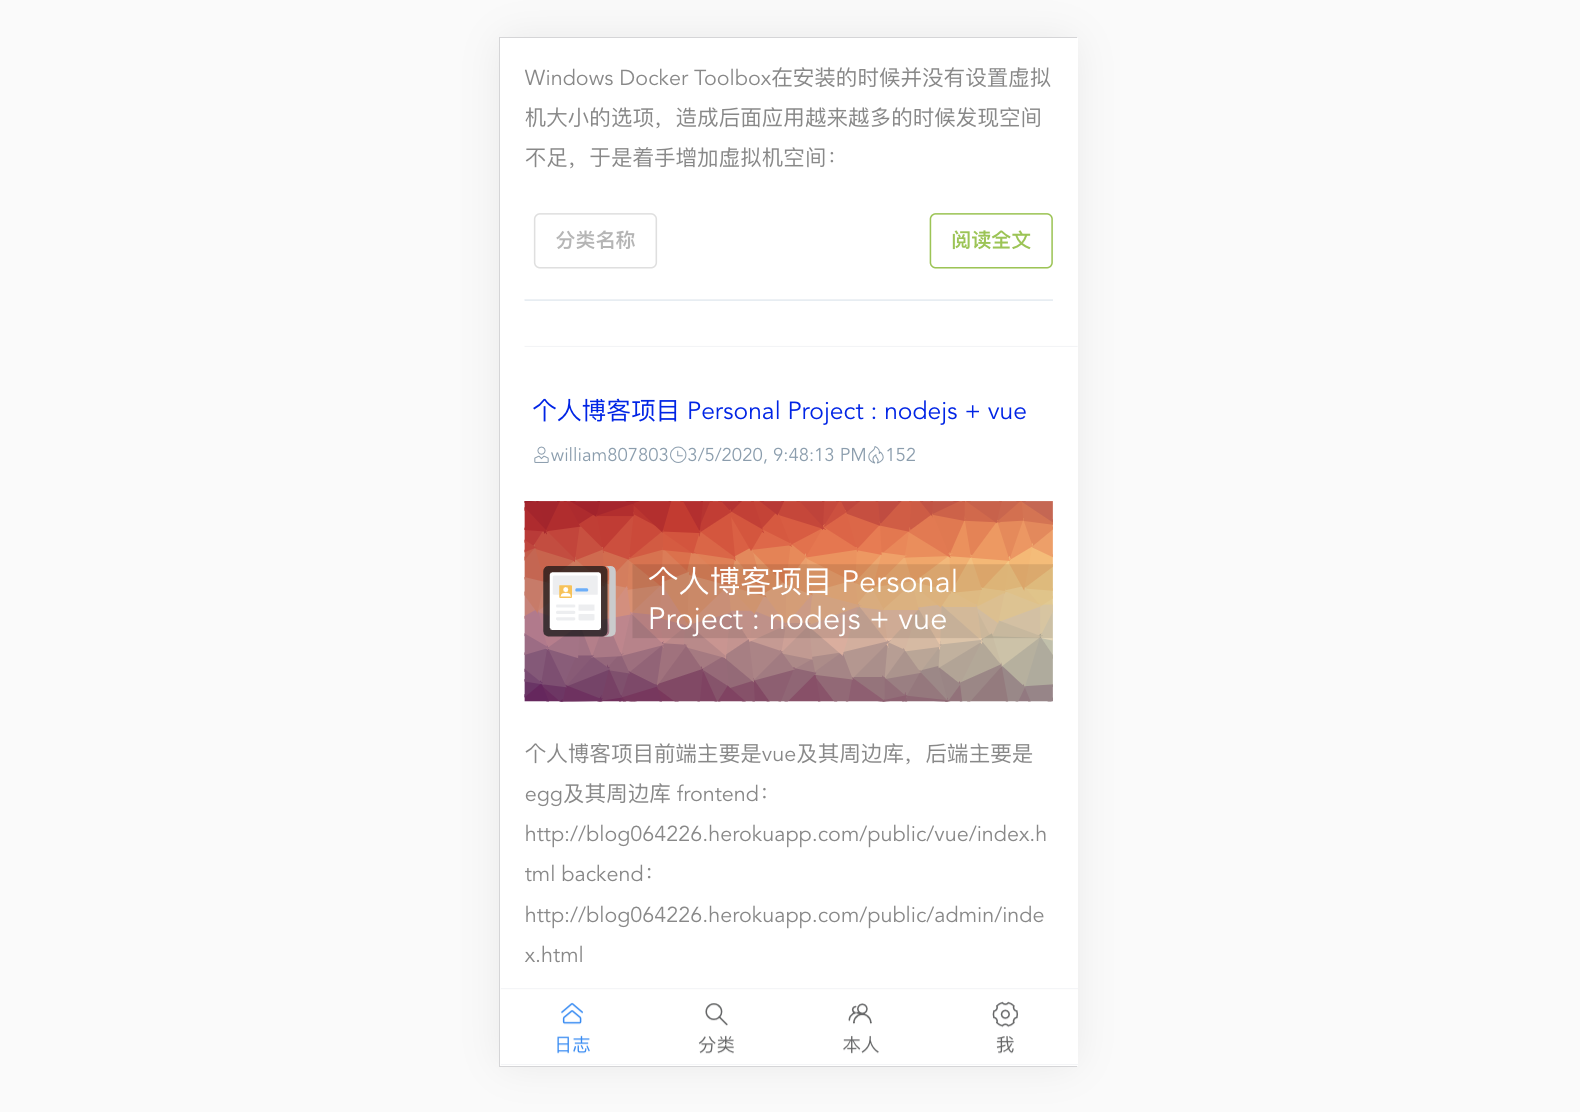 Windows Docker Toolbox在安装的时候并没有设置虚拟
机大小的选项，造成后面应用越来越多的时候发现空间
不足，于是着手增加虚拟机空间：
分类名称
阅读全文
个人博客项目 Personal Project : nodejs + vue
william807803 3/5/2020, 9:48:13 PM 152
个人博客项目 Personal
Project : nodejs + vue
个人博客项目前端主要是vue及其周边库，后端主要是
egg及其周边库 frontend：
http://blog064226.herokuapp.com/public/vue/index.h
tml backend：
http://blog064226.herokuapp.com/public/admin/inde
x.html
日志
分类
本人
我